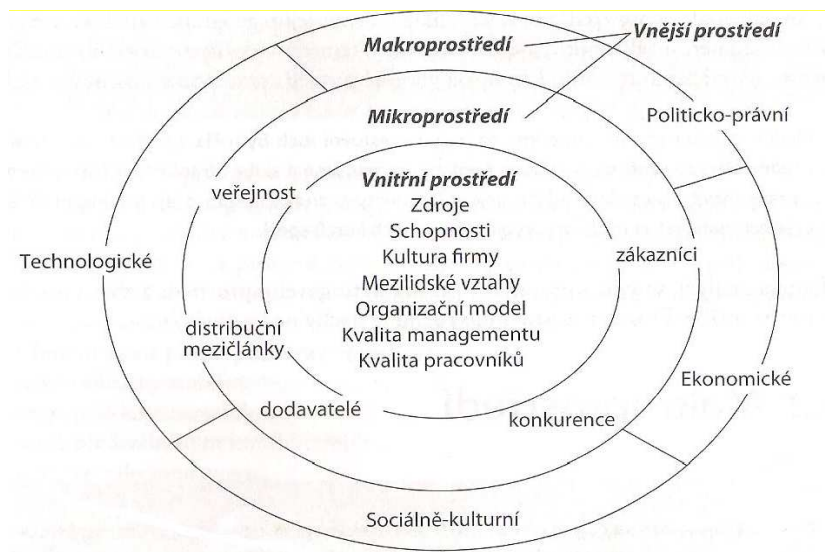 Makroprostředí
Vnější prostředí
Mikroprostředí
Politicko-právní
veřejnost
Vnitřní prostředí
Zdroje
Schopnosti
Kultura firmy
Mezilidské vztahy
Organizační model
Kvalita managementu
Kvalita pracovníků
zákazníci
Technologické
distribuční
mezičlánky
Ekonomické
dodavatelé
konkurence
Sociálně-kulturní